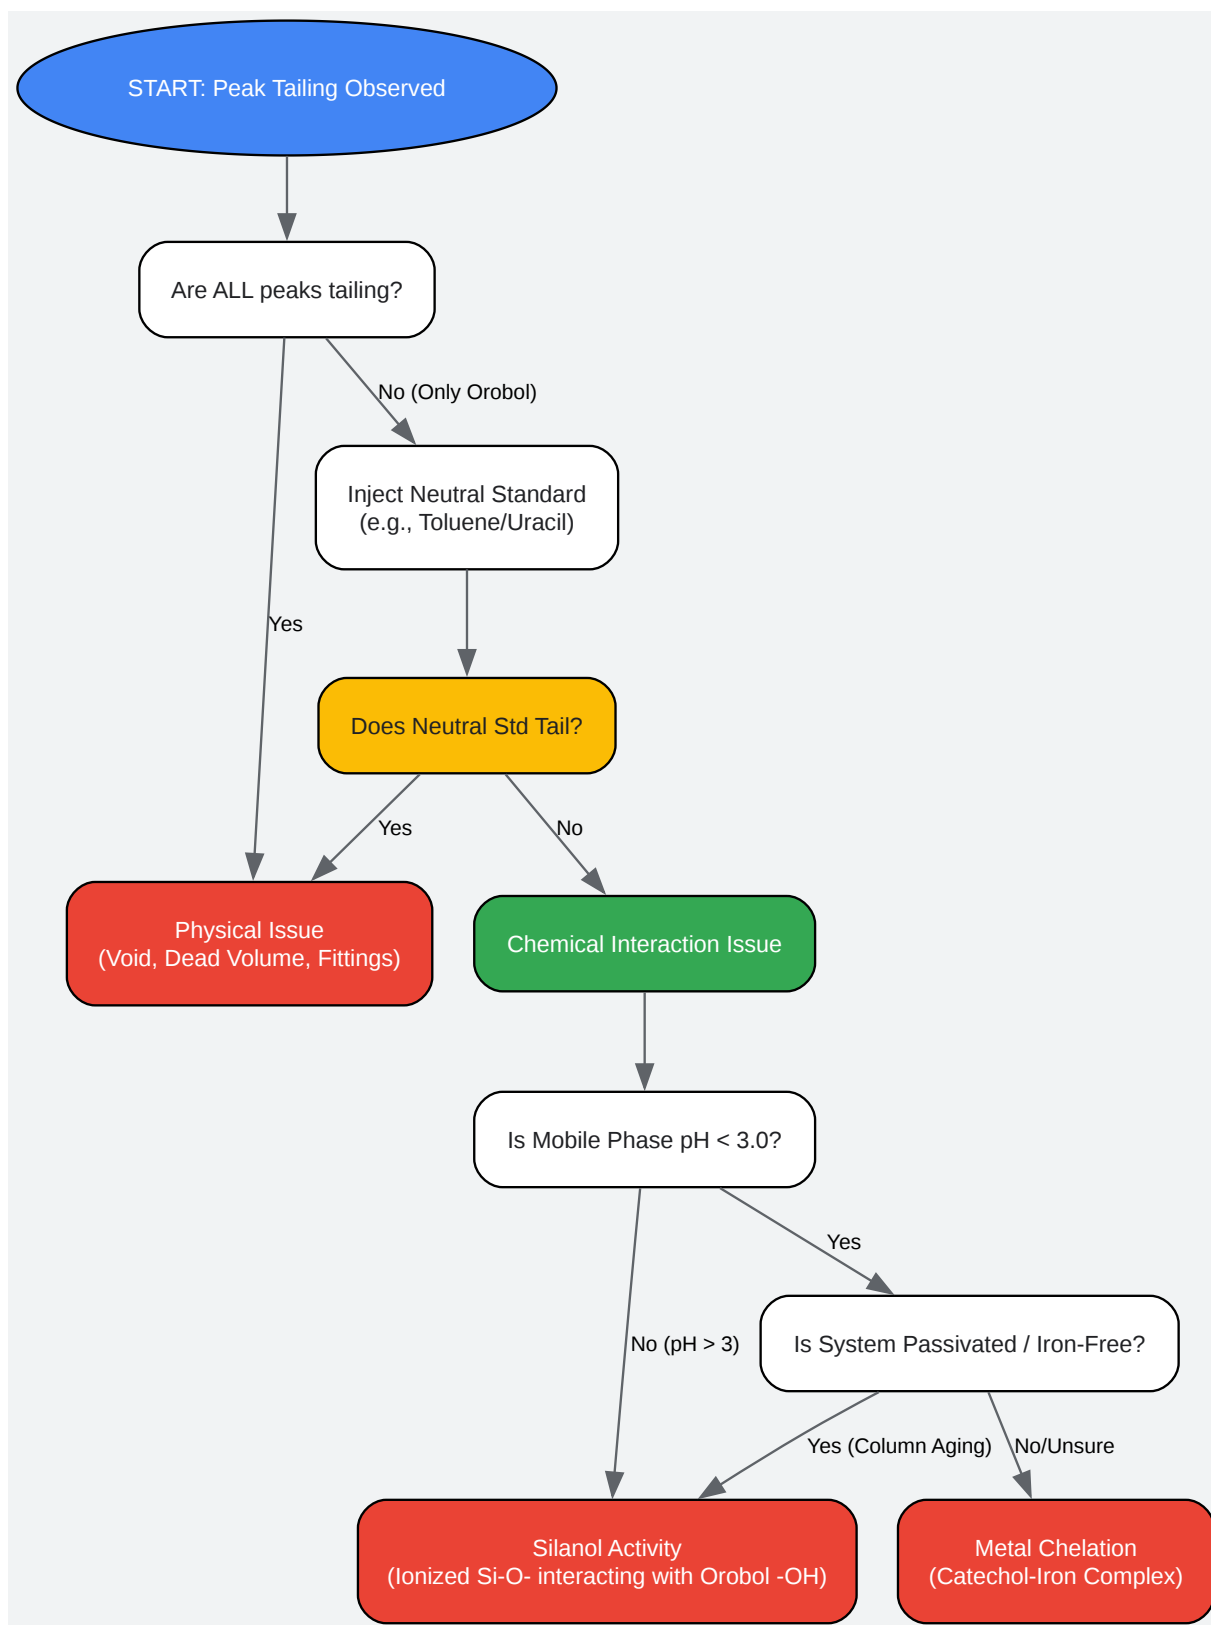 START: Peak Tailing Observed
Are ALL peaks tailing?
No (Only Orobol)
Inject Neutral Standard
(e.g., Toluene/Uracil)
Yes
Does Neutral Std Tail?
Yes
No
Physical Issue
(Void, Dead Volume, Fittings)
Chemical Interaction Issue
Is Mobile Phase pH < 3.0?
Yes
No (pH > 3)
Is System Passivated / Iron-Free?
Yes (Column Aging)
No/Unsure
Silanol Activity
(Ionized Si-O- interacting with Orobol -OH)
Metal Chelation
(Catechol-Iron Complex)